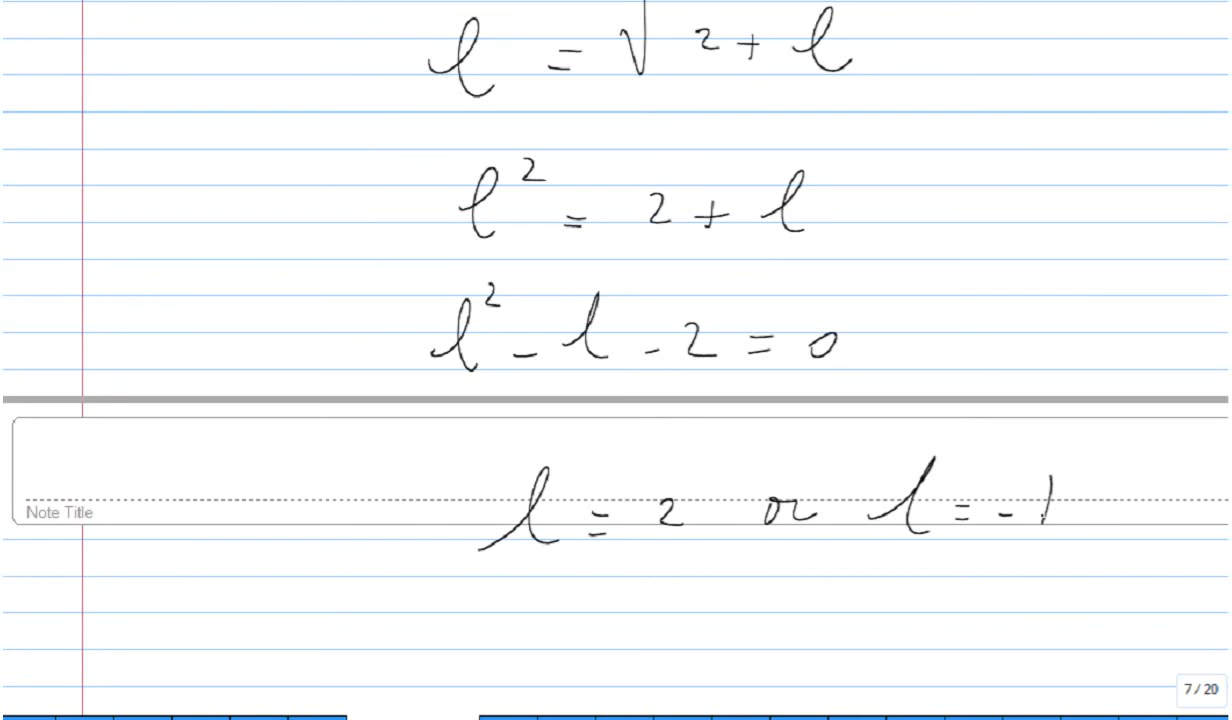 l = √ 2 + l
l² = 2 + l
l² - l - 2 = 0
l = 2 or l = -1
Note Title
7 / 20